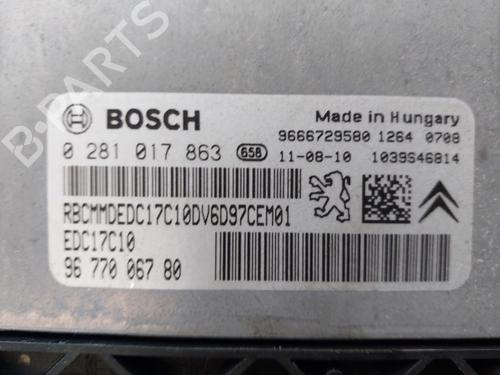 B-PARTS
BOSCH
Made in Hungary
9666729580 1264 0708
0 281 017 863 658 11-08-10 1039S46814
RBCMMDEDC17C10DV6D97CEM01
EDC17C10
96 770 067 80